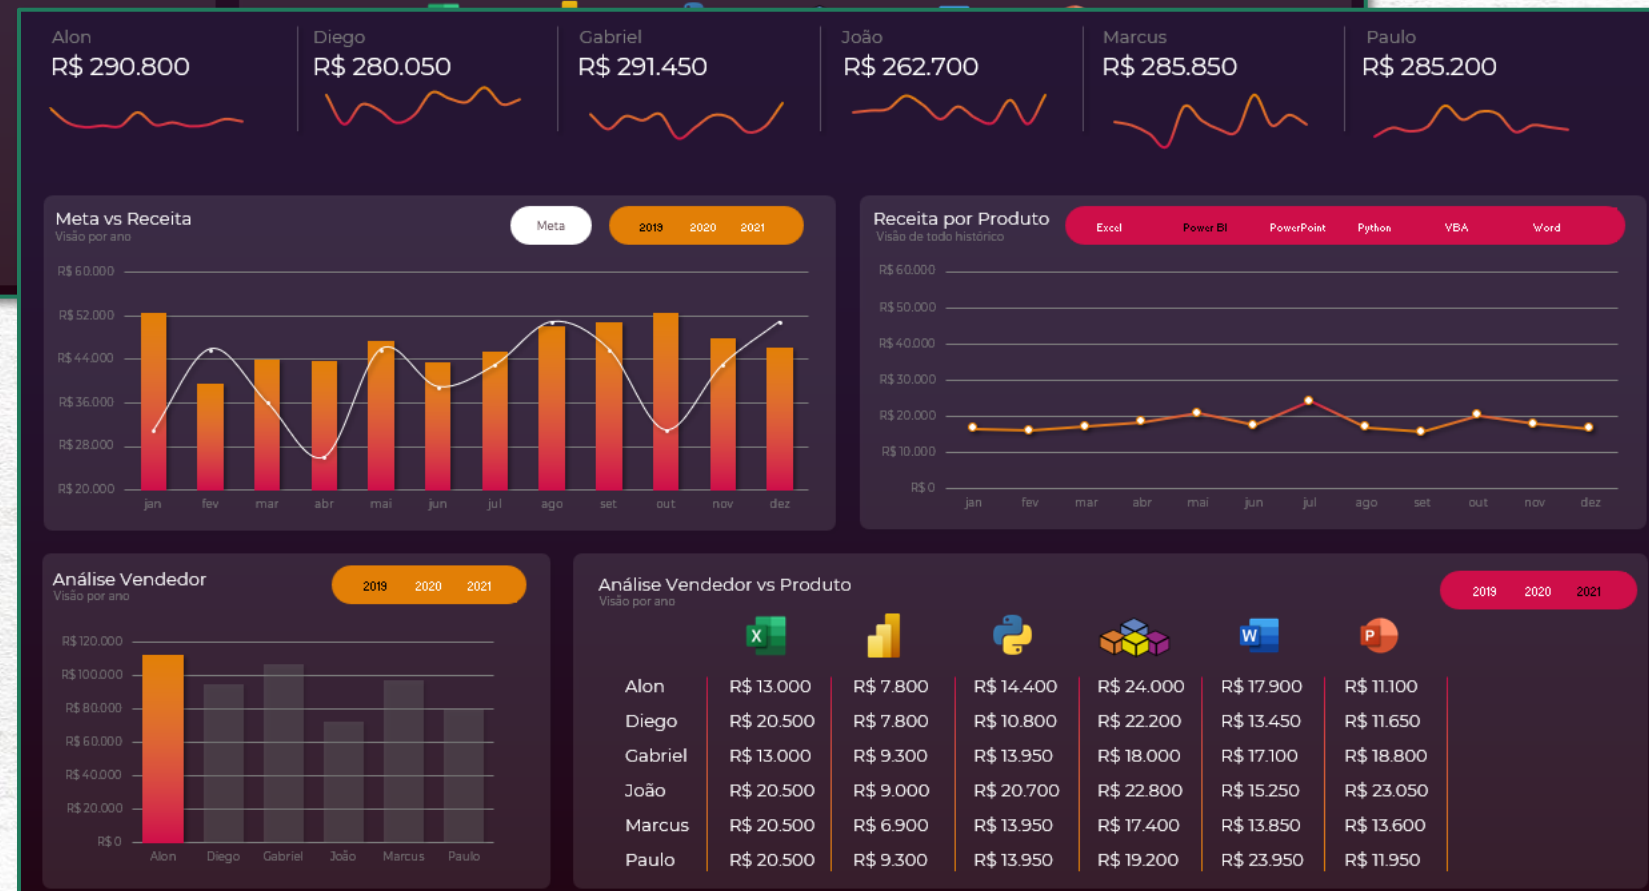 Alon Diego Gabriel João Marcus Paulo
R$ 290.800 R$ 280.050 R$ 291.450 R$ 262.700 R$ 285.850 R$ 285.200
Meta vs Receita
Visão por ano
Meta
2019 2020 2021
R$ 60.000
R$ 52.000
R$ 44.000
R$ 36.000
R$ 28.000
R$ 20.000
jan fev mar abr mai jun jul ago set out nov dez
Receita por Produto
Visão de todo histórico
Excel Power BI PowerPoint Python VBA Word
R$ 60.000
R$ 50.000
R$ 40.000
R$ 30.000
R$ 20.000
R$ 10.000
R$ 0
jan fev mar abr mai jun jul ago set out nov dez
Análise Vendedor
Visão por ano
2019 2020 2021
R$ 120.000
R$ 100.000
R$ 80.000
R$ 60.000
R$ 40.000
R$ 20.000
R$ 0
Alon Diego Gabriel João Marcus Paulo
Análise Vendedor vs Produto
Visão por ano
2019 2020 2021
X W P
Alon R$ 13.000 R$ 7.800 R$ 14.400 R$ 24.000 R$ 17.900 R$ 11.100
Diego R$ 20.500 R$ 7.800 R$ 10.800 R$ 22.200 R$ 13.450 R$ 11.650
Gabriel R$ 13.000 R$ 9.300 R$ 13.950 R$ 18.000 R$ 17.100 R$ 18.800
João R$ 20.500 R$ 9.000 R$ 20.700 R$ 22.800 R$ 15.250 R$ 23.050
Marcus R$ 20.500 R$ 6.900 R$ 13.950 R$ 17.400 R$ 13.850 R$ 13.600
Paulo R$ 20.500 R$ 9.300 R$ 13.950 R$ 19.200 R$ 23.950 R$ 11.950